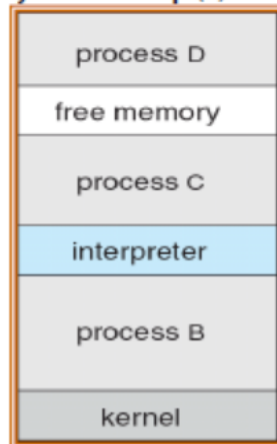 process D
free memory
process C
interpreter
process B
kernel